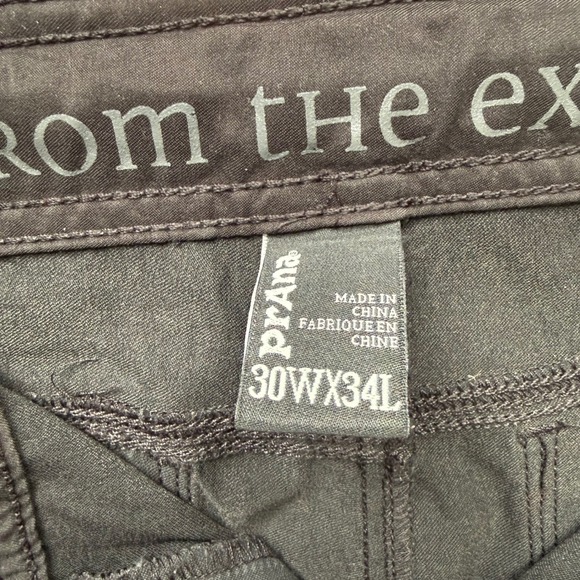 rom the ex
prAna
MADE IN
CHINA
FABRIQUE EN
CHINE
30WX34L